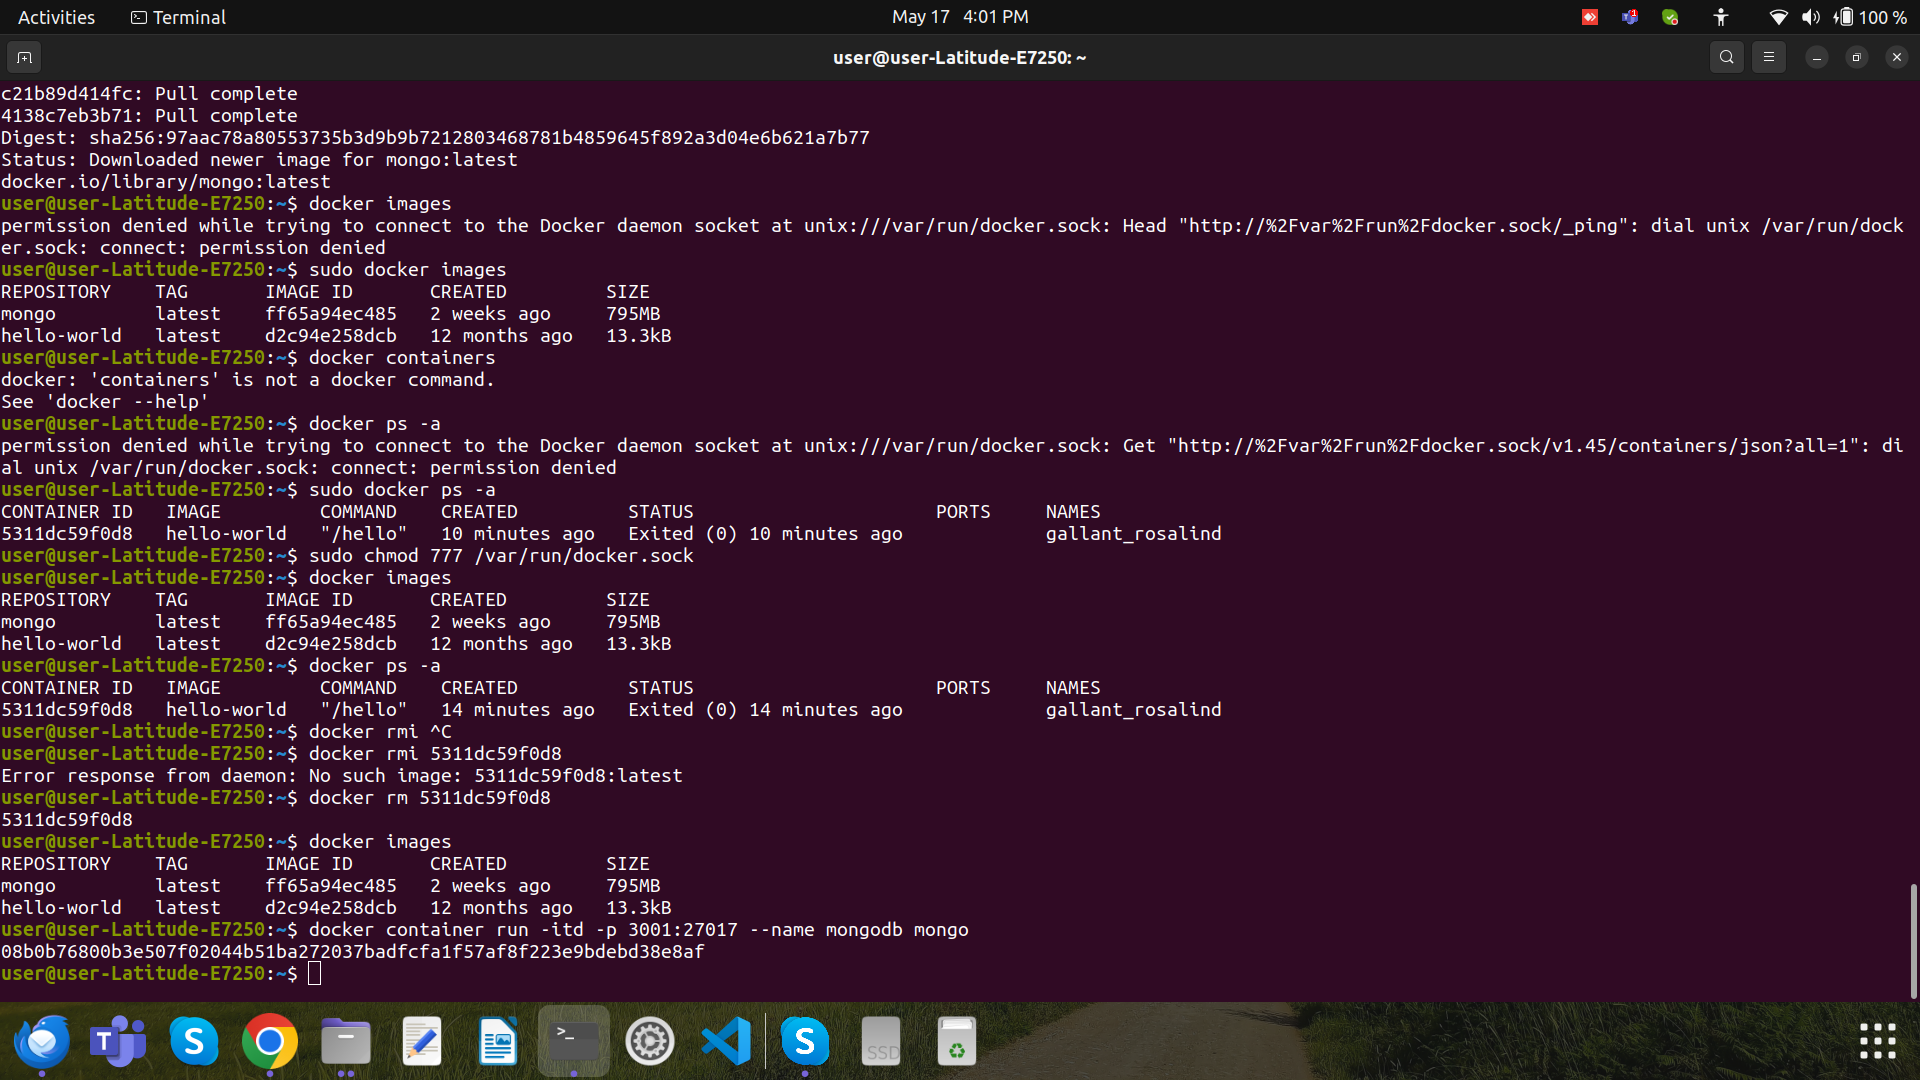 Activities Terminal May 17 4:01 PM 100 %
user@user-Latitude-E7250: ~
c21b89d414fc: Pull complete
4138c7eb3b71: Pull complete
Digest: sha256:97aac78a80553735b3d9b9b7212803468781b4859645f892a3d04e6b621a7b77
Status: Downloaded newer image for mongo:latest
docker.io/library/mongo:latest
user@user-Latitude-E7250:~$ docker images
permission denied while trying to connect to the Docker daemon socket at unix:///var/run/docker.sock: Head "http://%2Fvar%2Frun%2Fdocker.sock/_ping": dial unix /var/run/dock
er.sock: connect: permission denied
user@user-Latitude-E7250:~$ sudo docker images
REPOSITORY    TAG       IMAGE ID       CREATED         SIZE
mongo         latest    ff65a94ec485   2 weeks ago     795MB
hello-world   latest    d2c94e258dcb   12 months ago   13.3kB
user@user-Latitude-E7250:~$ docker containers
docker: 'containers' is not a docker command.
See 'docker --help'
user@user-Latitude-E7250:~$ docker ps -a
permission denied while trying to connect to the Docker daemon socket at unix:///var/run/docker.sock: Get "http://%2Fvar%2Frun%2Fdocker.sock/v1.45/containers/json?all=1": di
al unix /var/run/docker.sock: connect: permission denied
user@user-Latitude-E7250:~$ sudo docker ps -a
CONTAINER ID   IMAGE         COMMAND    CREATED          STATUS                      PORTS     NAMES
5311dc59f0d8   hello-world   "/hello"   10 minutes ago   Exited (0) 10 minutes ago             gallant_rosalind
user@user-Latitude-E7250:~$ sudo chmod 777 /var/run/docker.sock
user@user-Latitude-E7250:~$ docker images
REPOSITORY    TAG       IMAGE ID       CREATED         SIZE
mongo         latest    ff65a94ec485   2 weeks ago     795MB
hello-world   latest    d2c94e258dcb   12 months ago   13.3kB
user@user-Latitude-E7250:~$ docker ps -a
CONTAINER ID   IMAGE         COMMAND    CREATED          STATUS                      PORTS     NAMES
5311dc59f0d8   hello-world   "/hello"   14 minutes ago   Exited (0) 14 minutes ago             gallant_rosalind
user@user-Latitude-E7250:~$ docker rmi ^C
user@user-Latitude-E7250:~$ docker rmi 5311dc59f0d8
Error response from daemon: No such image: 5311dc59f0d8:latest
user@user-Latitude-E7250:~$ docker rm 5311dc59f0d8
5311dc59f0d8
user@user-Latitude-E7250:~$ docker images
REPOSITORY    TAG       IMAGE ID       CREATED         SIZE
mongo         latest    ff65a94ec485   2 weeks ago     795MB
hello-world   latest    d2c94e258dcb   12 months ago   13.3kB
user@user-Latitude-E7250:~$ docker container run -itd -p 3001:27017 --name mongodb mongo
08b0b76800b3e507f02044b51ba272037badfcfa1f57af8f223e9bdebd38e8af
user@user-Latitude-E7250:~$
SSD